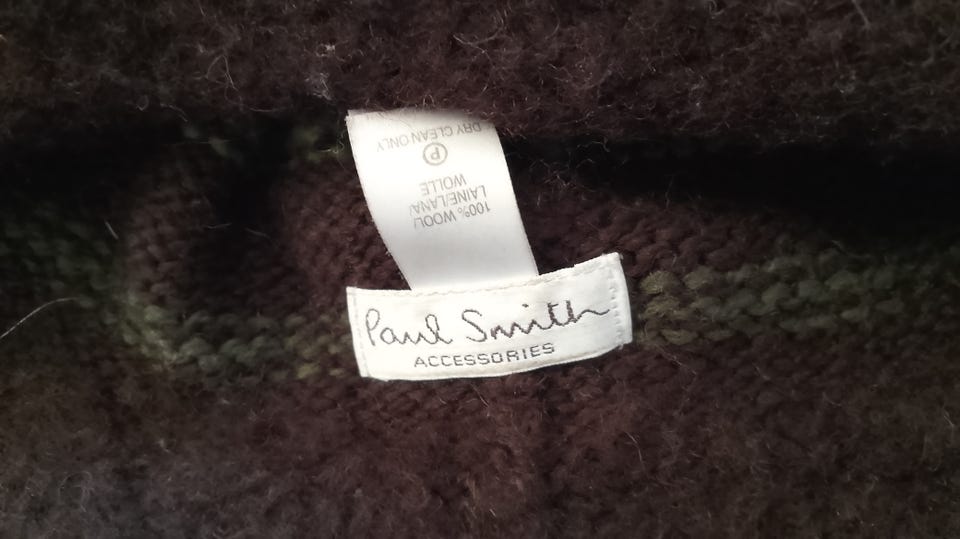 100% WOOL/
LAINE/LANA/
WOLLE
P
DRY CLEAN ONLY
Paul Smith
ACCESSORIES